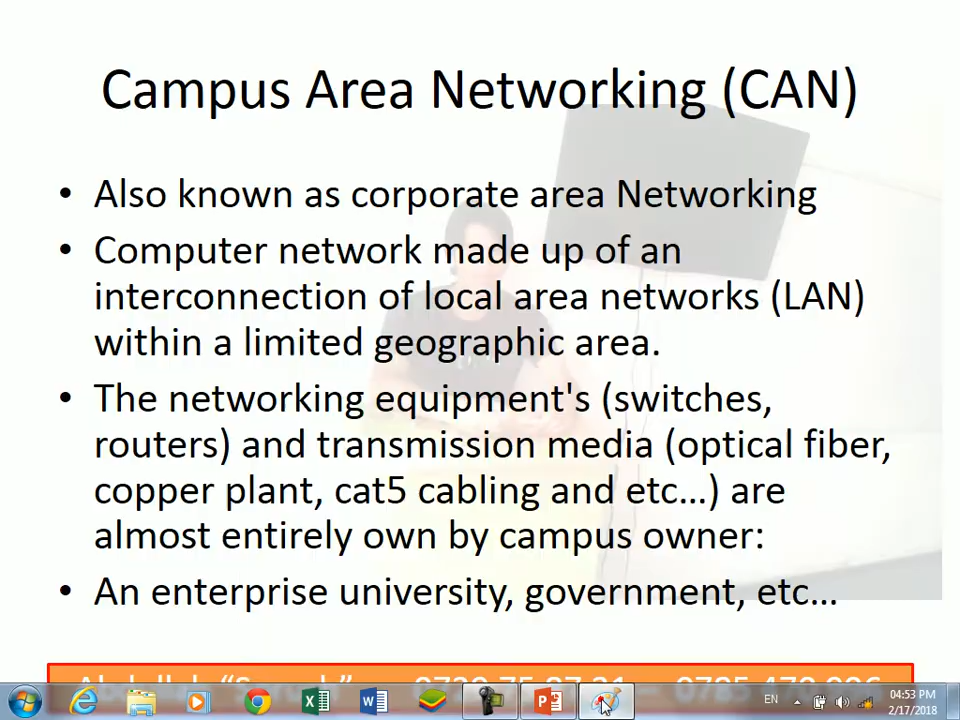 Campus Area Networking (CAN)
• Also known as corporate area Networking
• Computer network made up of an
interconnection of local area networks (LAN)
within a limited geographic area.
• The networking equipment's (switches,
routers) and transmission media (optical fiber,
copper plant, cat5 cabling and etc…) are
almost entirely own by campus owner:
• An enterprise university, government, etc…
EN
04:53 PM
2/17/2018